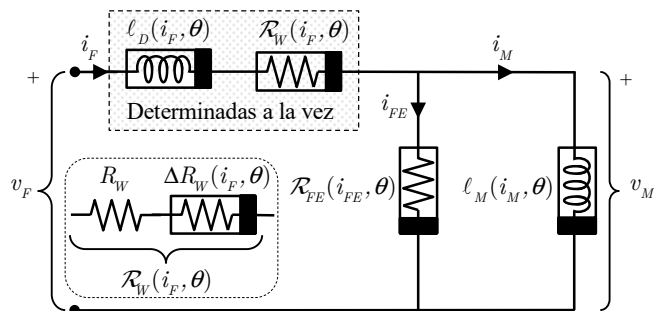 ℓ_D(i_F,θ) 𝓡_W(i_F,θ)
i_F
i_M
+
+
Determinadas a la vez
i_FE
R_W ΔR_W(i_F,θ)
𝓡_FE(i_FE,θ) ℓ_M(i_M,θ)
v_F
v_M
𝓡_W(i_F,θ)